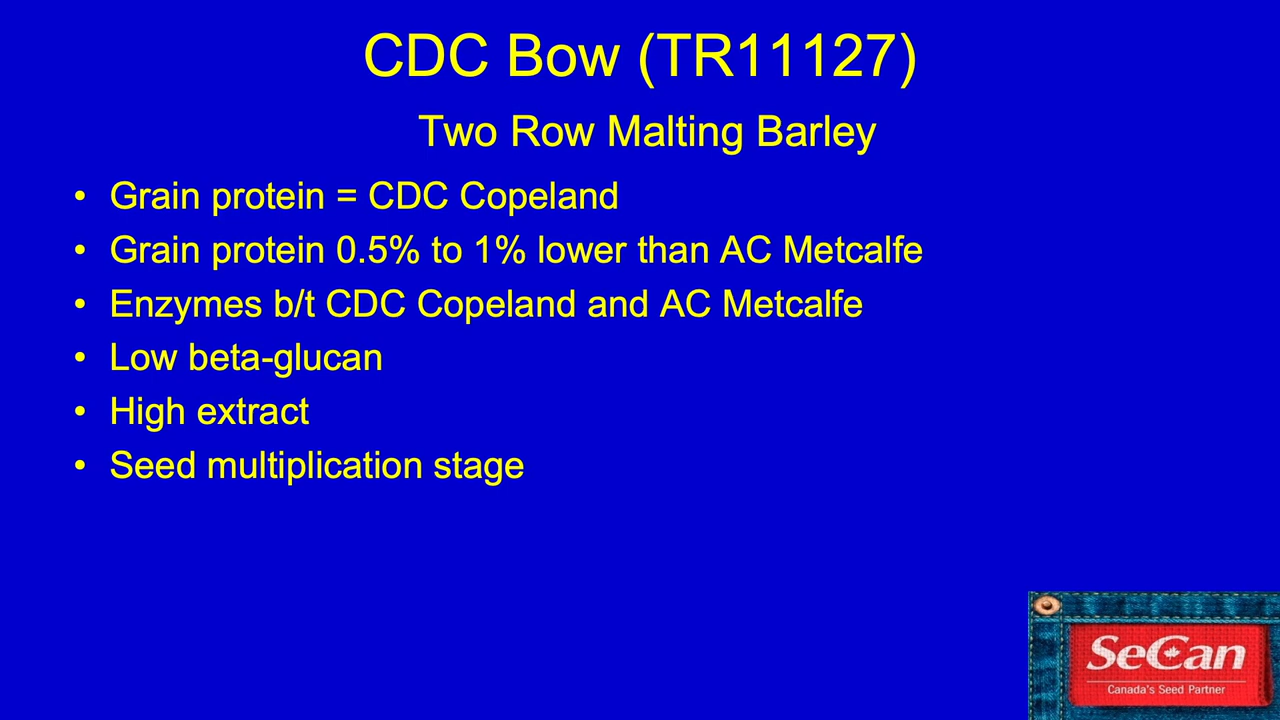 CDC Bow (TR11127)
Two Row Malting Barley
• Grain protein = CDC Copeland
• Grain protein 0.5% to 1% lower than AC Metcalfe
• Enzymes b/t CDC Copeland and AC Metcalfe
• Low beta-glucan
• High extract
• Seed multiplication stage
SeCan
Canada's Seed Partner